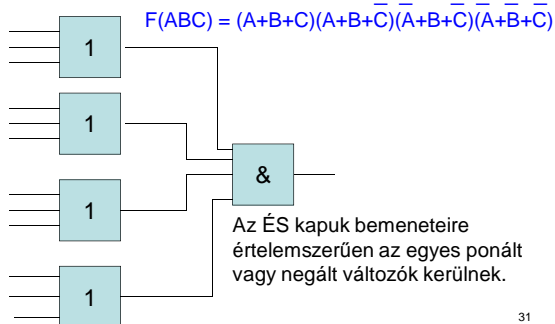 F(ABC) = (A+B+C)(A+B+C̅)(A̅+B+C̅)(A̅+B̅+C̅)
1
1
&
1
Az ÉS kapuk bemeneteire
értelemszerűen az egyes ponált
vagy negált változók kerülnek.
1
31